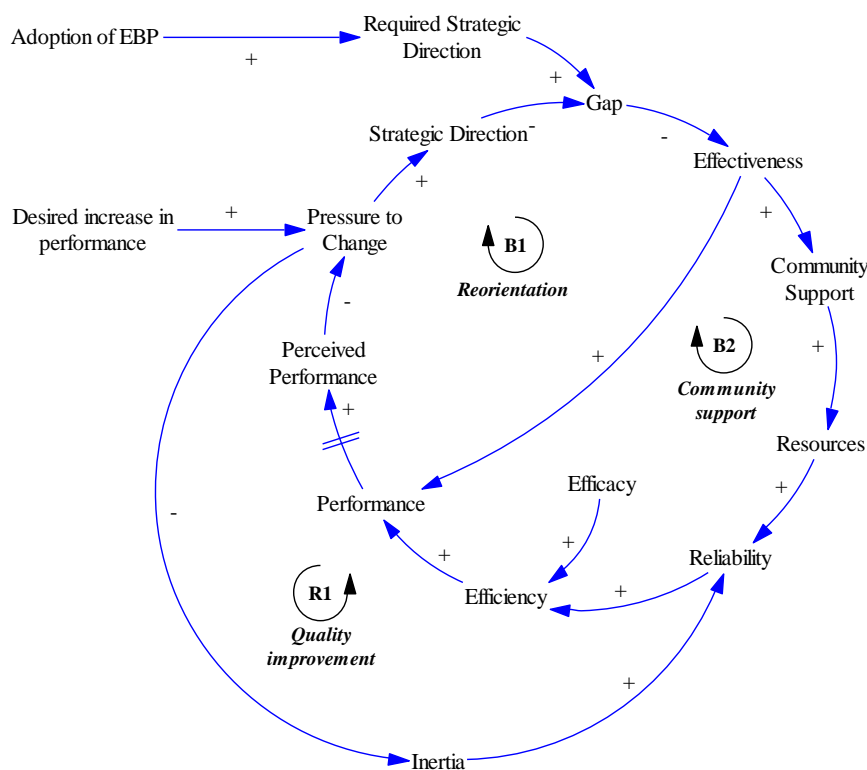 Adoption of EBP
+
Required Strategic
Direction
+
Gap
-
Strategic Direction
-
Effectiveness
+
+
Desired increase in
performance
+
Pressure to
Change
B1
Reorientation
Community
Support
-
B2
Community
support
+
+
Perceived
Performance
+
Resources
Performance
Efficacy
+
-
+
+
Reliability
R1
Efficiency
+
Quality
improvement
+
Inertia